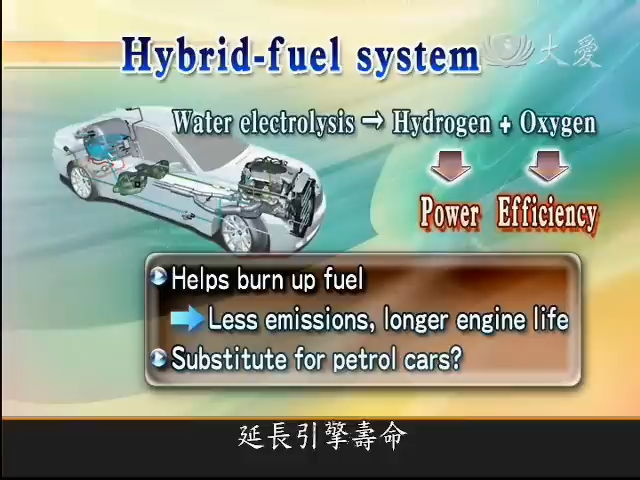 Hybrid-fuel system
大愛
Water electrolysis → Hydrogen + Oxygen
Power Efficiency
Helps burn up fuel
Less emissions, longer engine life
Substitute for petrol cars?
延長引擎壽命